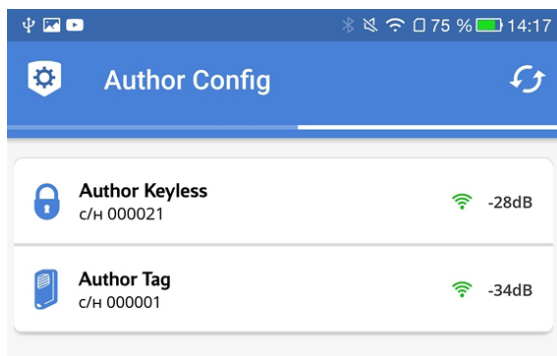 75 % 14:17
Author Config
Author Keyless
с/н 000021
-28dB
Author Tag
с/н 000001
-34dB